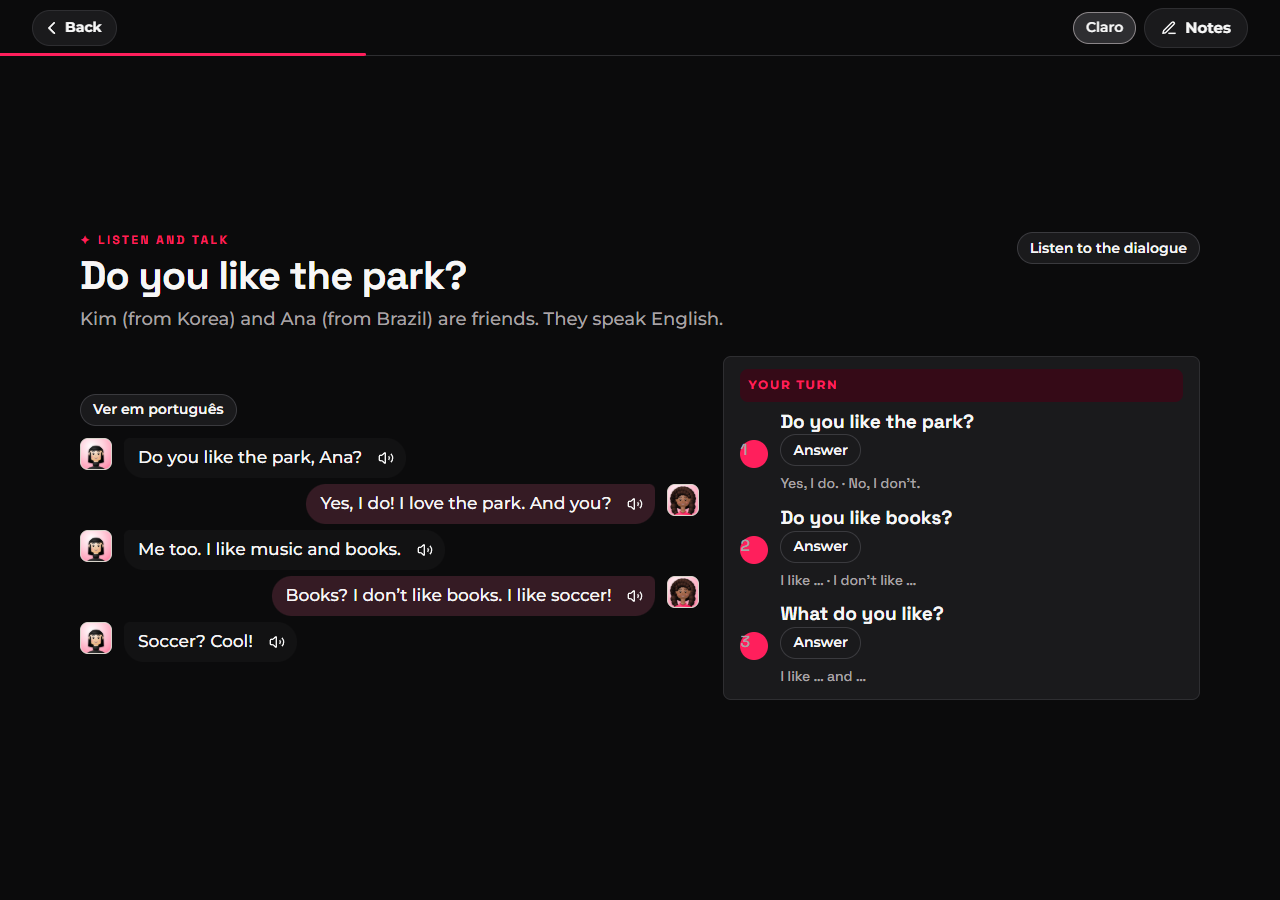 Back
Claro
Notes
✦ LISTEN AND TALK
Do you like the park?
Kim (from Korea) and Ana (from Brazil) are friends. They speak English.
Listen to the dialogue
Ver em português
Do you like the park, Ana?
Yes, I do! I love the park. And you?
Me too. I like music and books.
Books? I don’t like books. I like soccer!
Soccer? Cool!
YOUR TURN
1
Do you like the park?
Answer
Yes, I do. · No, I don’t.
2
Do you like books?
Answer
I like ... · I don’t like ...
3
What do you like?
Answer
I like ... and ...